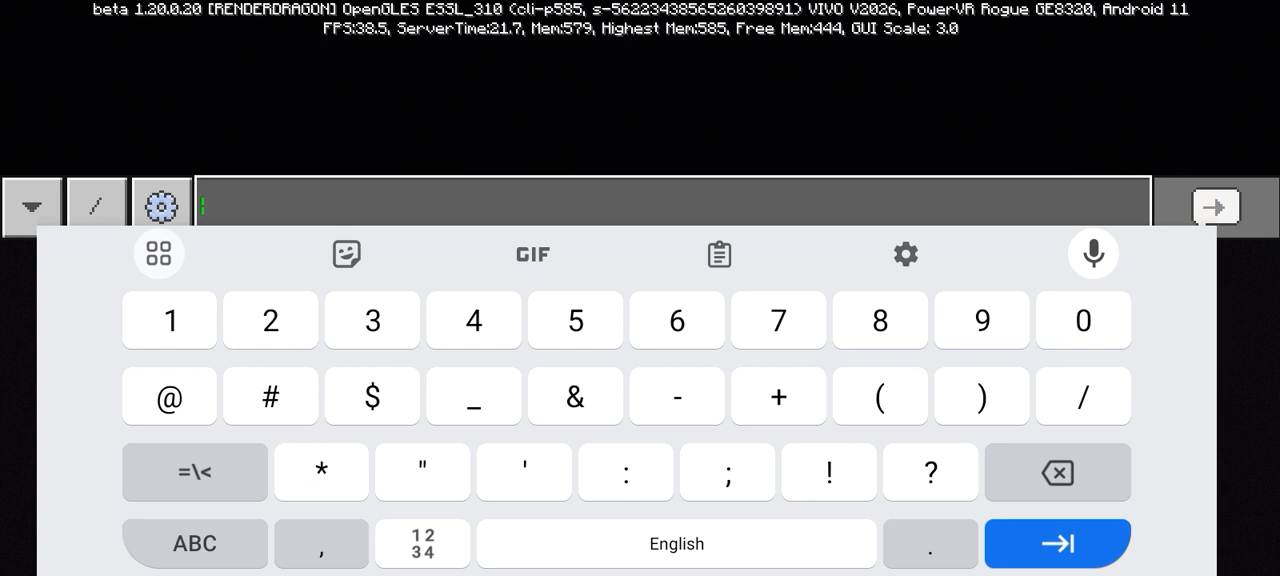 beta 1.20.0.20 [RENDERDRAGON] OpenGLES ESSL_310 (cli-p585, s-5622343856526039891) VIVO V2026, PowerVR Rogue GE8320, Android 11
FPS:38.5, ServerTime:21.7, Mem:579, Highest Mem:585, Free Mem:444, GUI Scale: 3.0
/
GIF
1 2 3 4 5 6 7 8 9 0
@ # $ _ & - + ( ) /
=\< * " ' : ; ! ?
ABC , 12 34 English .